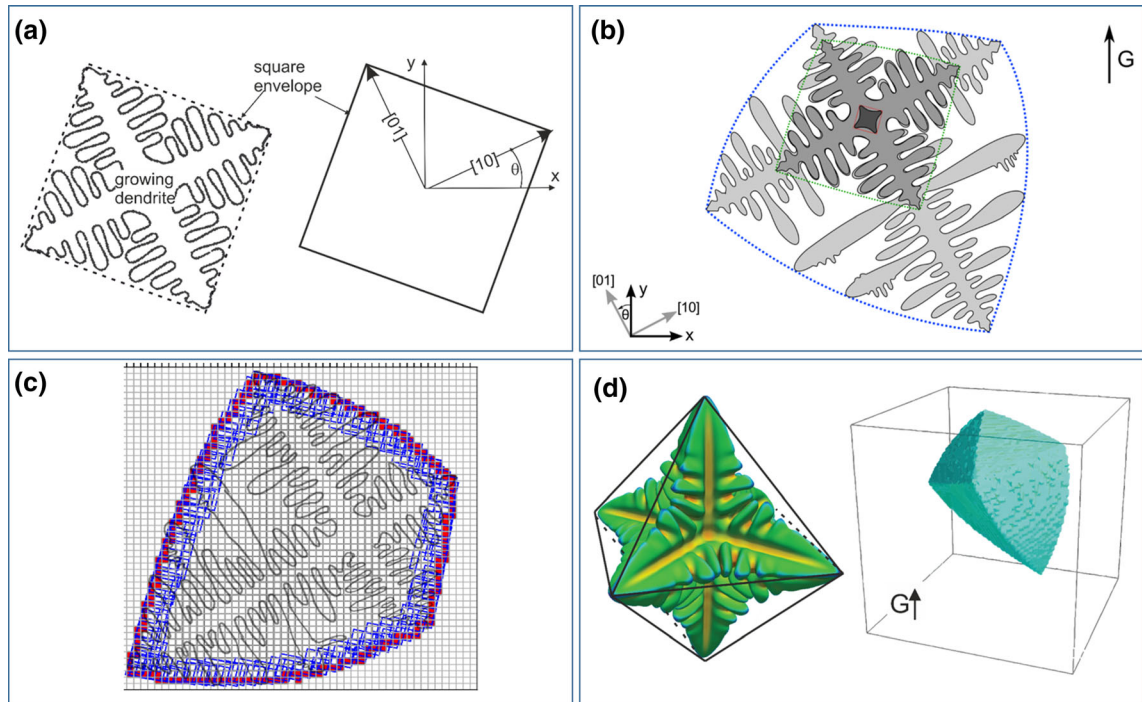 (a)
square
envelope
growing
dendrite
y
[01]
[10]
θ
x
(b)
G
[01]
y
θ
[10]
x
(c)
(d)
G